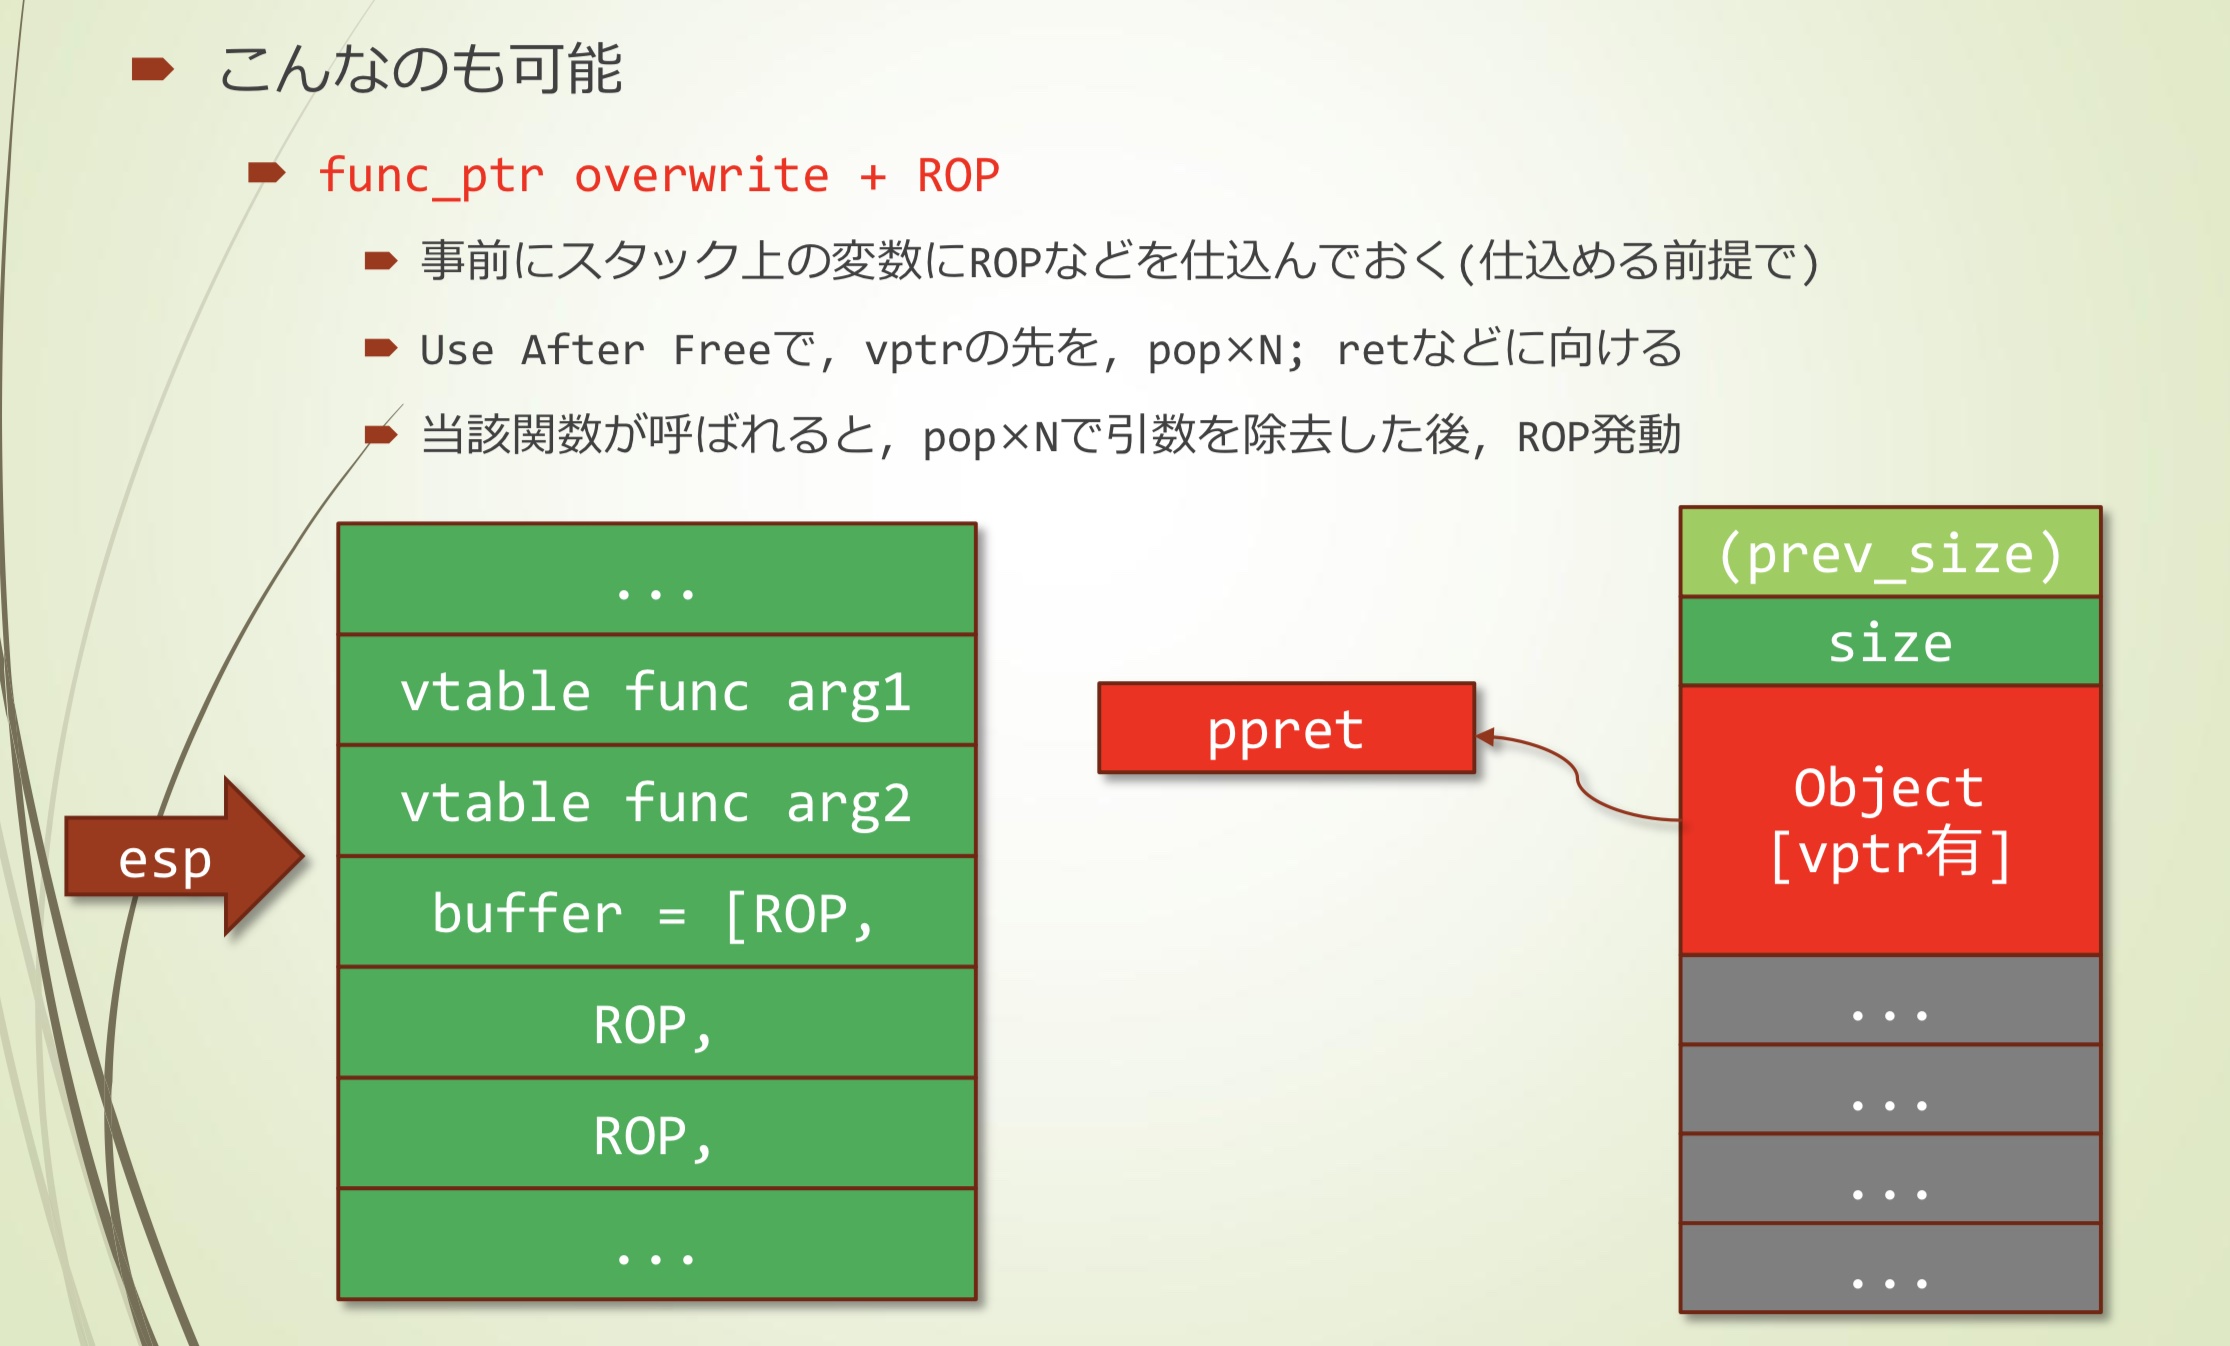 こんなのも可能
func_ptr overwrite + ROP
事前にスタック上の変数にROPなどを仕込んでおく(仕込める前提で)
Use After Freeで, vptrの先を, pop×N; retなどに向ける
当該関数が呼ばれると, pop×Nで引数を除去した後, ROP発動
esp
...
vtable func arg1
vtable func arg2
buffer = [ROP,
ROP,
ROP,
...
ppret
(prev_size)
size
Object
[vptr有]
...
...
...
...